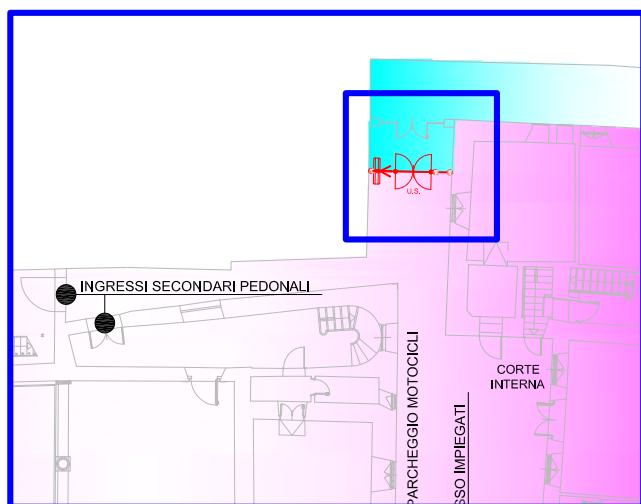 U.S.
INGRESSI SECONDARI PEDONALI
CORTE
INTERNA
PARCHEGGIO MOTOCICLI
SSO IMPIEGATI